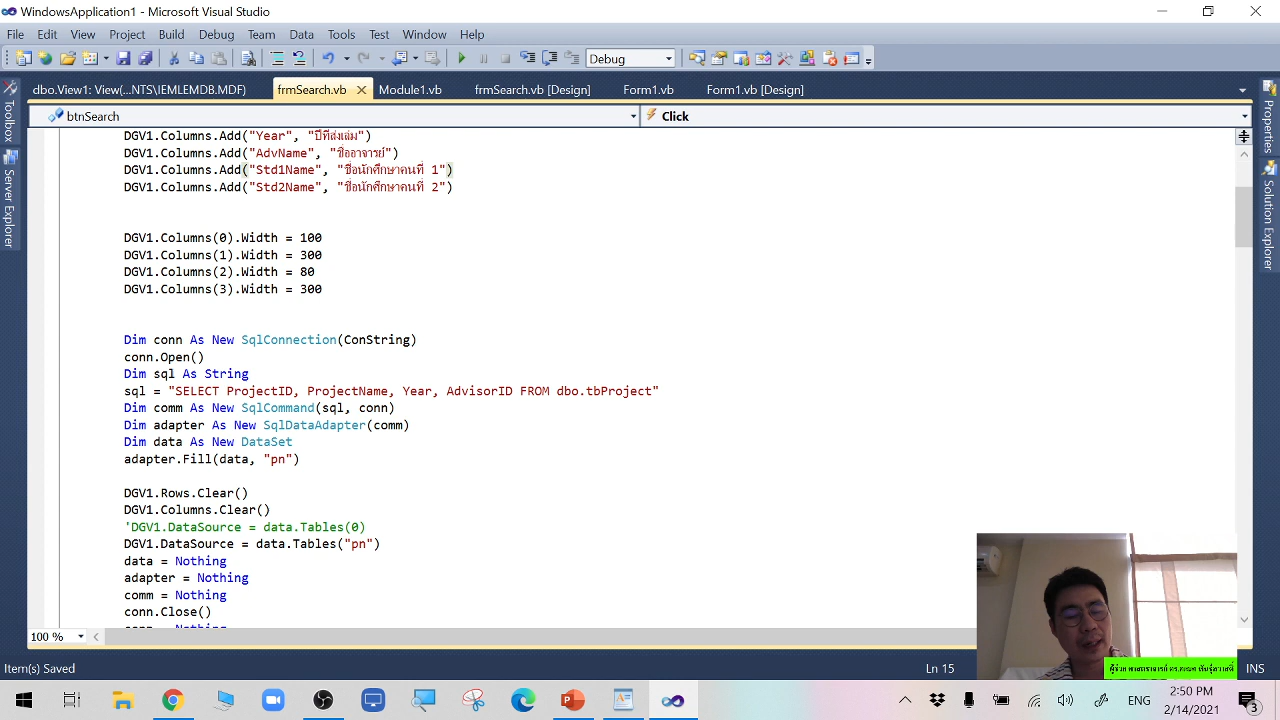 WindowsApplication1 - Microsoft Visual Studio
File Edit View Project Build Debug Team Data Tools Test Window Help
Debug
dbo.View1: View(...NTS\IEMLEMDB.MDF) frmSearch.vb Module1.vb frmSearch.vb [Design] Form1.vb Form1.vb [Design]
btnSearch Click
Toolbox
Server Explorer
Properties
Solution Explorer
DGV1.Columns.Add("Year", "ปีที่ส่งเล่ม")
DGV1.Columns.Add("AdvName", "ชื่ออาจารย์")
DGV1.Columns.Add("Std1Name", "ชื่อนักศึกษาคนที่ 1")
DGV1.Columns.Add("Std2Name", "ชื่อนักศึกษาคนที่ 2")
DGV1.Columns(0).Width = 100
DGV1.Columns(1).Width = 300
DGV1.Columns(2).Width = 80
DGV1.Columns(3).Width = 300
Dim conn As New SqlConnection(ConString)
conn.Open()
Dim sql As String
sql = "SELECT ProjectID, ProjectName, Year, AdvisorID FROM dbo.tbProject"
Dim comm As New SqlCommand(sql, conn)
Dim adapter As New SqlDataAdapter(comm)
Dim data As New DataSet
adapter.Fill(data, "pn")
DGV1.Rows.Clear()
DGV1.Columns.Clear()
'DGV1.DataSource = data.Tables(0)
DGV1.DataSource = data.Tables("pn")
data = Nothing
adapter = Nothing
comm = Nothing
conn.Close()
100 %
Item(s) Saved Ln 15 INS
ENG 2:50 PM
2/14/2021 3